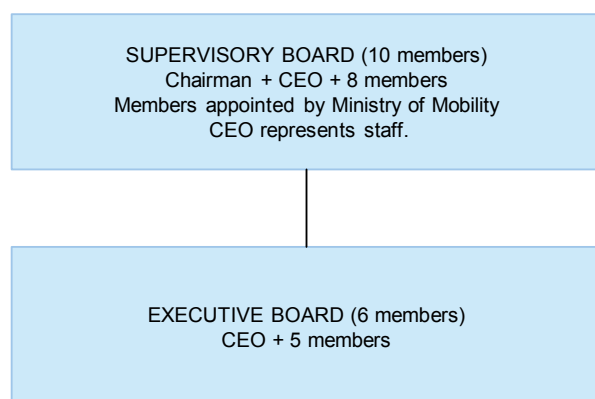 SUPERVISORY BOARD (10 members)
Chairman + CEO + 8 members
Members appointed by Ministry of Mobility
CEO represents staff.
EXECUTIVE BOARD (6 members)
CEO + 5 members